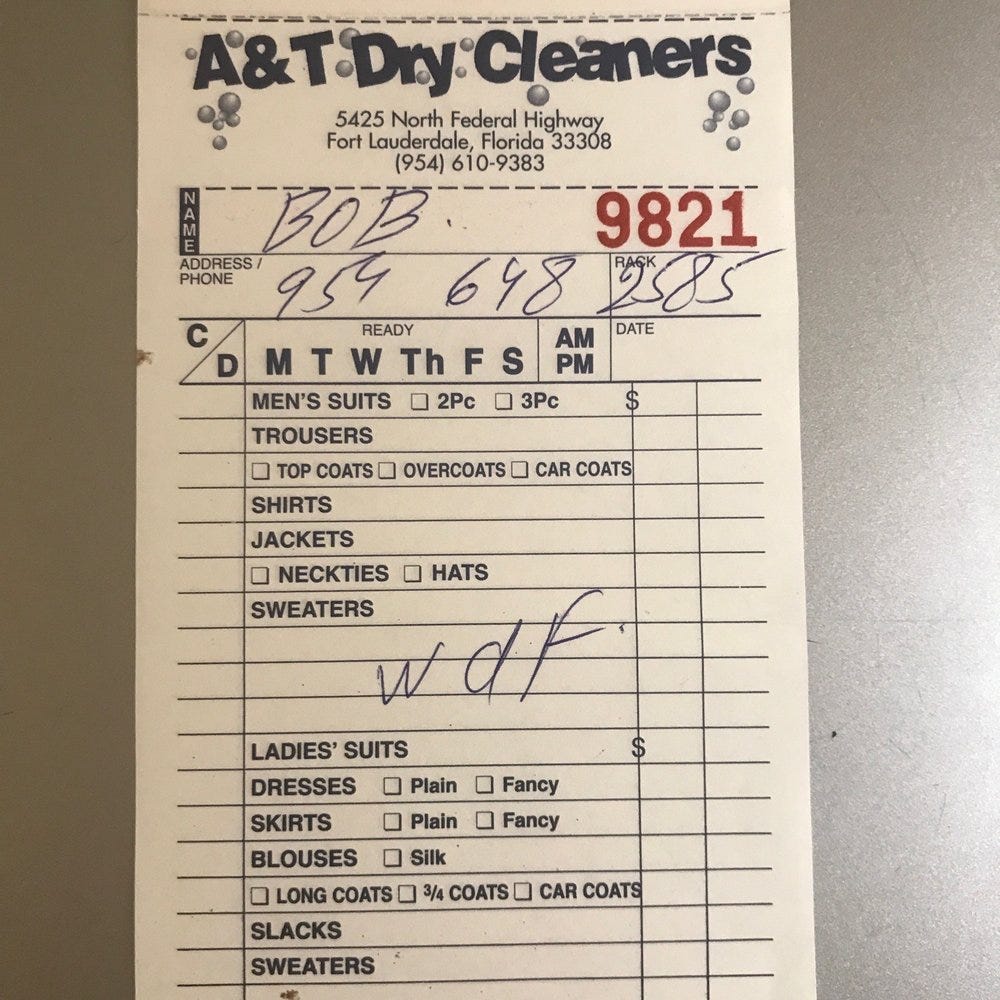 A&T Dry Cleaners
5425 North Federal Highway
Fort Lauderdale, Florida 33308
(954) 610-9383
NAME BOB. 9821
ADDRESS / PHONE 954 648 2585 RACK
C/D READY M T W Th F S AM PM DATE
MEN'S SUITS ☐ 2Pc ☐ 3Pc $
TROUSERS
☐ TOP COATS ☐ OVERCOATS ☐ CAR COATS
SHIRTS
JACKETS
☐ NECKTIES ☐ HATS
SWEATERS
wdf.
LADIES' SUITS $
DRESSES ☐ Plain ☐ Fancy
SKIRTS ☐ Plain ☐ Fancy
BLOUSES ☐ Silk
☐ LONG COATS ☐ 3/4 COATS ☐ CAR COATS
SLACKS
SWEATERS